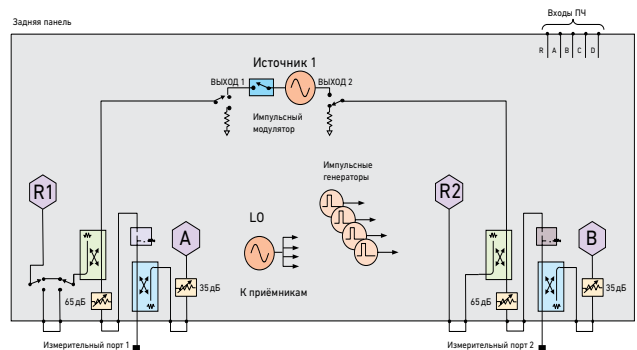 Задняя панель
Входы ПЧ
R A B C D
Источник 1
ВЫХОД 1
ВЫХОД 2
Импульсный
модулятор
Импульсные
генераторы
R1
A
LO
К приёмникам
R2
B
65 дБ
35 дБ
65 дБ
35 дБ
Измерительный порт 1
Измерительный порт 2